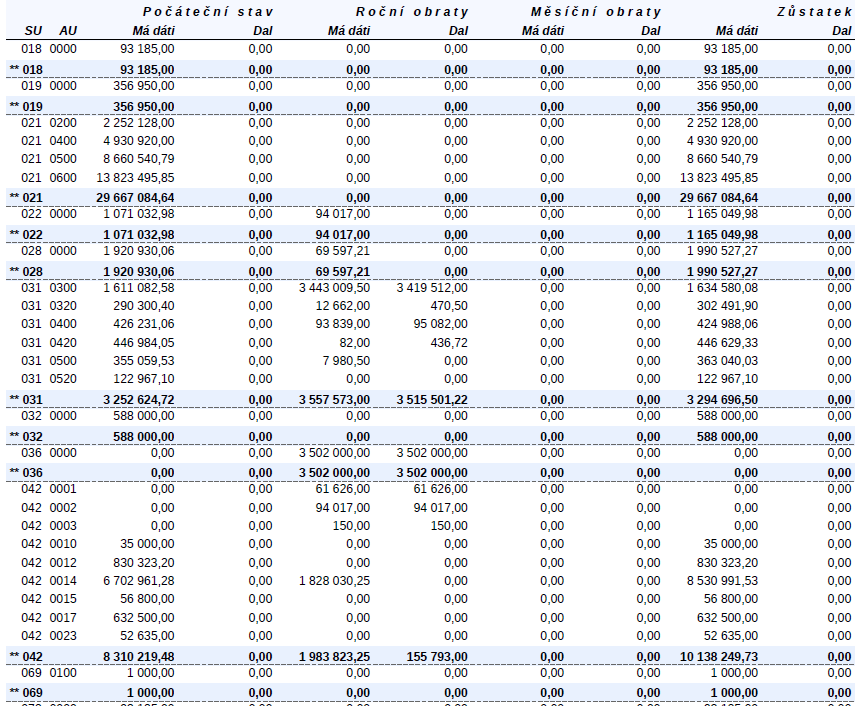 Počáteční stav Roční obraty Měsíční obraty Zůstatek
SU AU Má dáti Dal Má dáti Dal Má dáti Dal Má dáti Dal
018 0000 93 185,00 0,00 0,00 0,00 0,00 0,00 93 185,00 0,00
** 018 93 185,00 0,00 0,00 0,00 0,00 0,00 93 185,00 0,00
019 0000 356 950,00 0,00 0,00 0,00 0,00 0,00 356 950,00 0,00
** 019 356 950,00 0,00 0,00 0,00 0,00 0,00 356 950,00 0,00
021 0200 2 252 128,00 0,00 0,00 0,00 0,00 0,00 2 252 128,00 0,00
021 0400 4 930 920,00 0,00 0,00 0,00 0,00 0,00 4 930 920,00 0,00
021 0500 8 660 540,79 0,00 0,00 0,00 0,00 0,00 8 660 540,79 0,00
021 0600 13 823 495,85 0,00 0,00 0,00 0,00 0,00 13 823 495,85 0,00
** 021 29 667 084,64 0,00 0,00 0,00 0,00 0,00 29 667 084,64 0,00
022 0000 1 071 032,98 0,00 94 017,00 0,00 0,00 0,00 1 165 049,98 0,00
** 022 1 071 032,98 0,00 94 017,00 0,00 0,00 0,00 1 165 049,98 0,00
028 0000 1 920 930,06 0,00 69 597,21 0,00 0,00 0,00 1 990 527,27 0,00
** 028 1 920 930,06 0,00 69 597,21 0,00 0,00 0,00 1 990 527,27 0,00
031 0300 1 611 082,58 0,00 3 443 009,50 3 419 512,00 0,00 0,00 1 634 580,08 0,00
031 0320 290 300,40 0,00 12 662,00 470,50 0,00 0,00 302 491,90 0,00
031 0400 426 231,06 0,00 93 839,00 95 082,00 0,00 0,00 424 988,06 0,00
031 0420 446 984,05 0,00 82,00 436,72 0,00 0,00 446 629,33 0,00
031 0500 355 059,53 0,00 7 980,50 0,00 0,00 0,00 363 040,03 0,00
031 0520 122 967,10 0,00 0,00 0,00 0,00 0,00 122 967,10 0,00
** 031 3 252 624,72 0,00 3 557 573,00 3 515 501,22 0,00 0,00 3 294 696,50 0,00
032 0000 588 000,00 0,00 0,00 0,00 0,00 0,00 588 000,00 0,00
** 032 588 000,00 0,00 0,00 0,00 0,00 0,00 588 000,00 0,00
036 0000 0,00 0,00 3 502 000,00 3 502 000,00 0,00 0,00 0,00 0,00
** 036 0,00 0,00 3 502 000,00 3 502 000,00 0,00 0,00 0,00 0,00
042 0001 0,00 0,00 61 626,00 61 626,00 0,00 0,00 0,00 0,00
042 0002 0,00 0,00 94 017,00 94 017,00 0,00 0,00 0,00 0,00
042 0003 0,00 0,00 150,00 150,00 0,00 0,00 0,00 0,00
042 0010 35 000,00 0,00 0,00 0,00 0,00 0,00 35 000,00 0,00
042 0012 830 323,20 0,00 0,00 0,00 0,00 0,00 830 323,20 0,00
042 0014 6 702 961,28 0,00 1 828 030,25 0,00 0,00 0,00 8 530 991,53 0,00
042 0015 56 800,00 0,00 0,00 0,00 0,00 0,00 56 800,00 0,00
042 0017 632 500,00 0,00 0,00 0,00 0,00 0,00 632 500,00 0,00
042 0023 52 635,00 0,00 0,00 0,00 0,00 0,00 52 635,00 0,00
** 042 8 310 219,48 0,00 1 983 823,25 155 793,00 0,00 0,00 10 138 249,73 0,00
069 0100 1 000,00 0,00 0,00 0,00 0,00 0,00 1 000,00 0,00
** 069 1 000,00 0,00 0,00 0,00 0,00 0,00 1 000,00 0,00